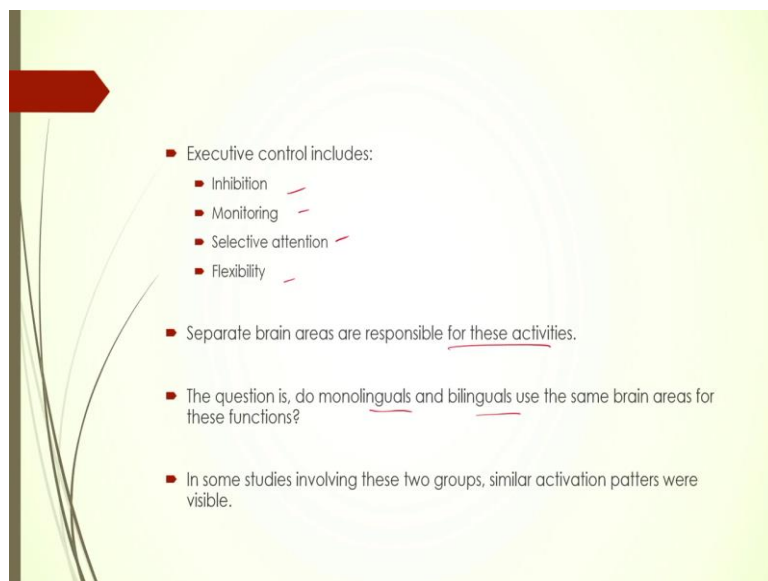 Executive control includes:
Inhibition
Monitoring
Selective attention
Flexibility
Separate brain areas are responsible for these activities.
The question is, do monolinguals and bilinguals use the same brain areas for
these functions?
In some studies involving these two groups, similar activation patters were
visible.